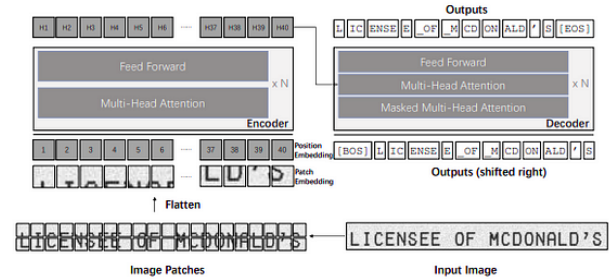 H1 H2 H3 H4 H5 H6 ...... H37 H38 H39 H40
Outputs
L IC ENSE E _OF _M CD ON ALD ' S [EOS]
Feed Forward
Multi-Head Attention
x N
Encoder
Feed Forward
Multi-Head Attention
Masked Multi-Head Attention
x N
Decoder
1 2 3 4 5 6 ...... 37 38 39 40
Position Embedding
Patch Embedding
[BOS] L IC ENSE E _OF _M CD ON ALD ' S
Outputs (shifted right)
Flatten
LICENSEE OF MCDONALD'S
LICENSEE OF MCDONALD'S
Image Patches
Input Image